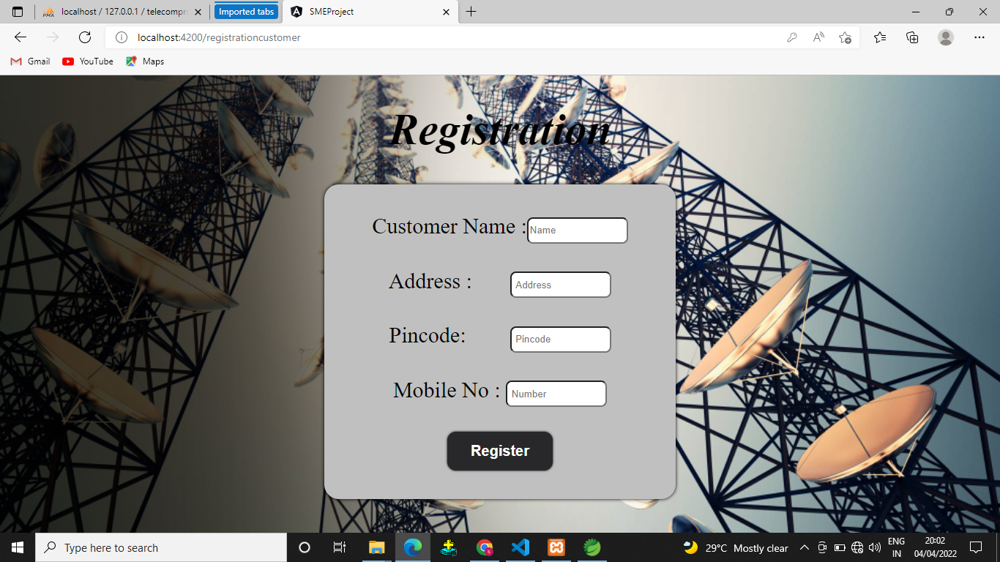 localhost / 127.0.0.1 / telecompro
Imported tabs
SMEProject
localhost:4200/registrationcustomer
Gmail
YouTube
Maps
Registration
Customer Name :
Name
Address :
Address
Pincode:
Pincode
Mobile No :
Number
Register
Type here to search
29°C Mostly clear
ENG
IN
20:02
04/04/2022